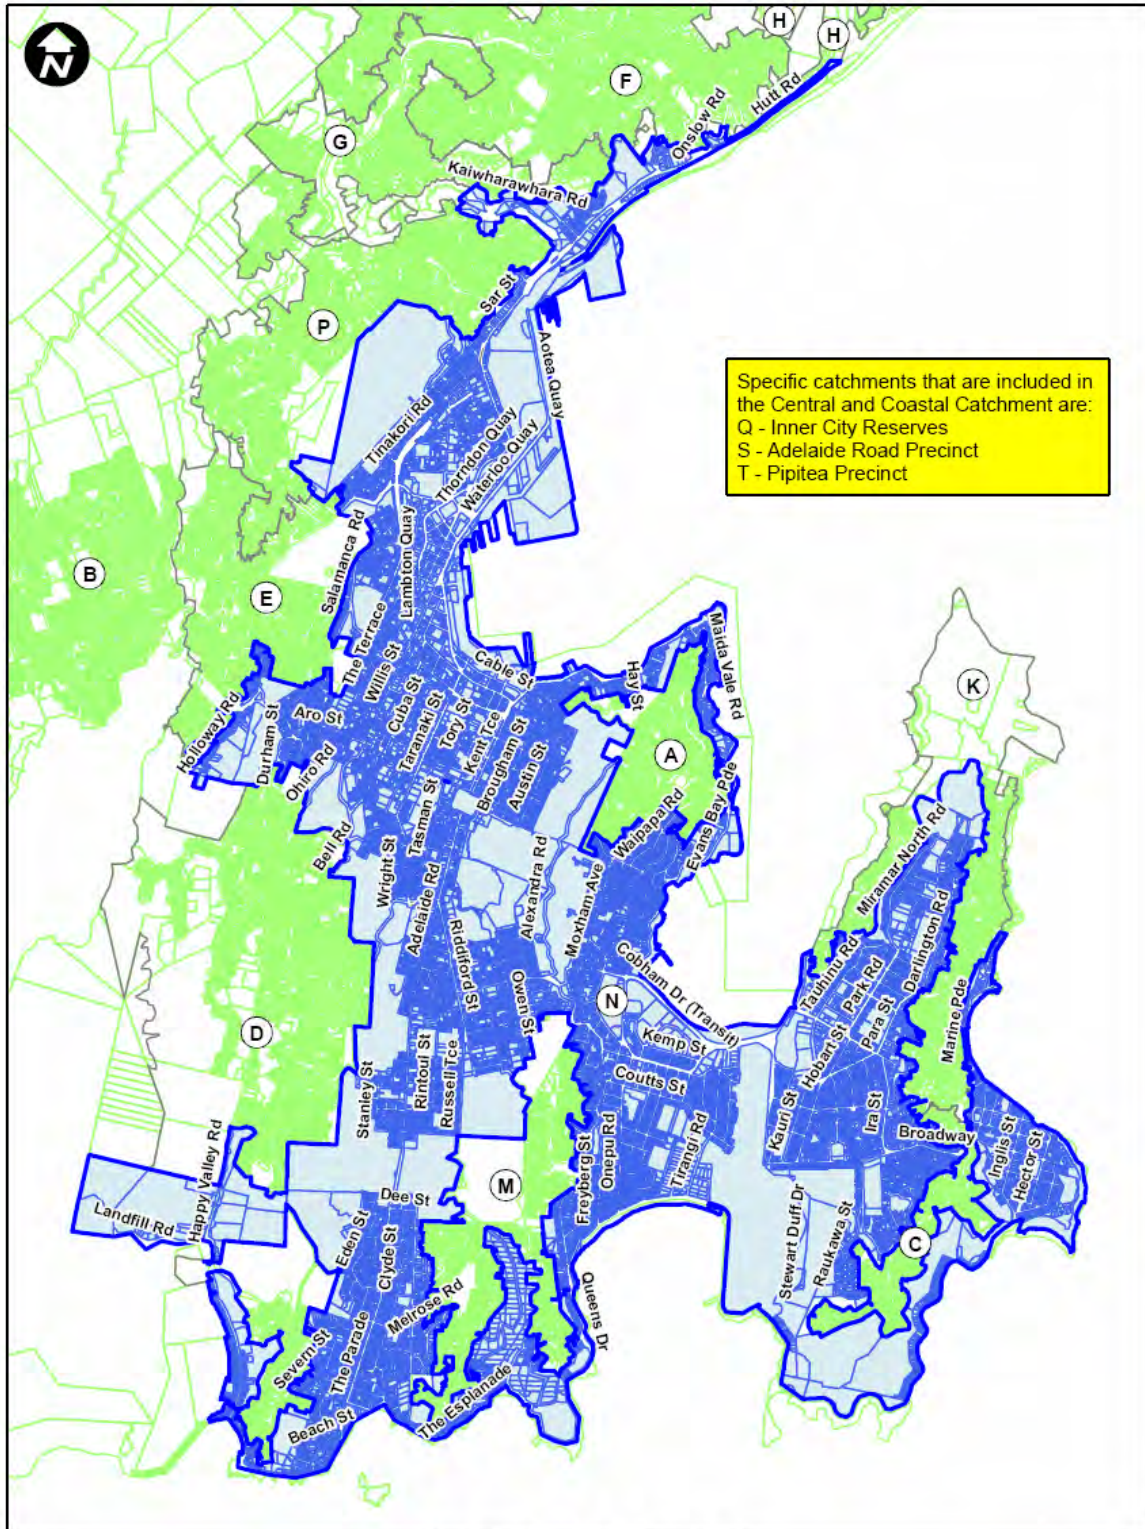 N
H
H
F
Hutt Rd
Onslow Rd
G
Kaiwharawhara Rd
Sar St
P
Aotea Quay
Specific catchments that are included in
the Central and Coastal Catchment are:
Q - Inner City Reserves
S - Adelaide Road Precinct
T - Pipitea Precinct
Tinakori Rd
Thorndon Quay
Waterloo Quay
Salamanca Rd
Lambton Quay
B
E
The Terrace
Willis St
Cable St
Hay St
Maida Vale Rd
K
Holloway Rd
Durham St
Aro St
Cuba St
Taranaki St
Tory St
Kent Tce
Brougham St
Austin St
A
Ohiro Rd
Evans Bay Pde
Waipapa Rd
Bell Rd
Tasman St
Wright St
Adelaide Rd
Alexandra Rd
Moxham Ave
Miramar North Rd
Darlington Rd
Riddiford St
Owen St
Cobham Dr (Transit)
Tauhinu Rd
Park Rd
Para St
Marine Pde
N
D
Kemp St
Hobart St
Coutts St
Stanley St
Rintoul St
Russell Tce
Kauri St
Ira St
Broadway
Inglis St
Hector St
Freyberg St
Onepu Rd
Tirangi Rd
Happy Valley Rd
Landfill Rd
M
Dee St
Eden St
Clyde St
Stewart Duff Dr
Raukawa St
C
Queens Dr
Melrose Rd
Severn St
The Parade
Beach St
The Esplanade